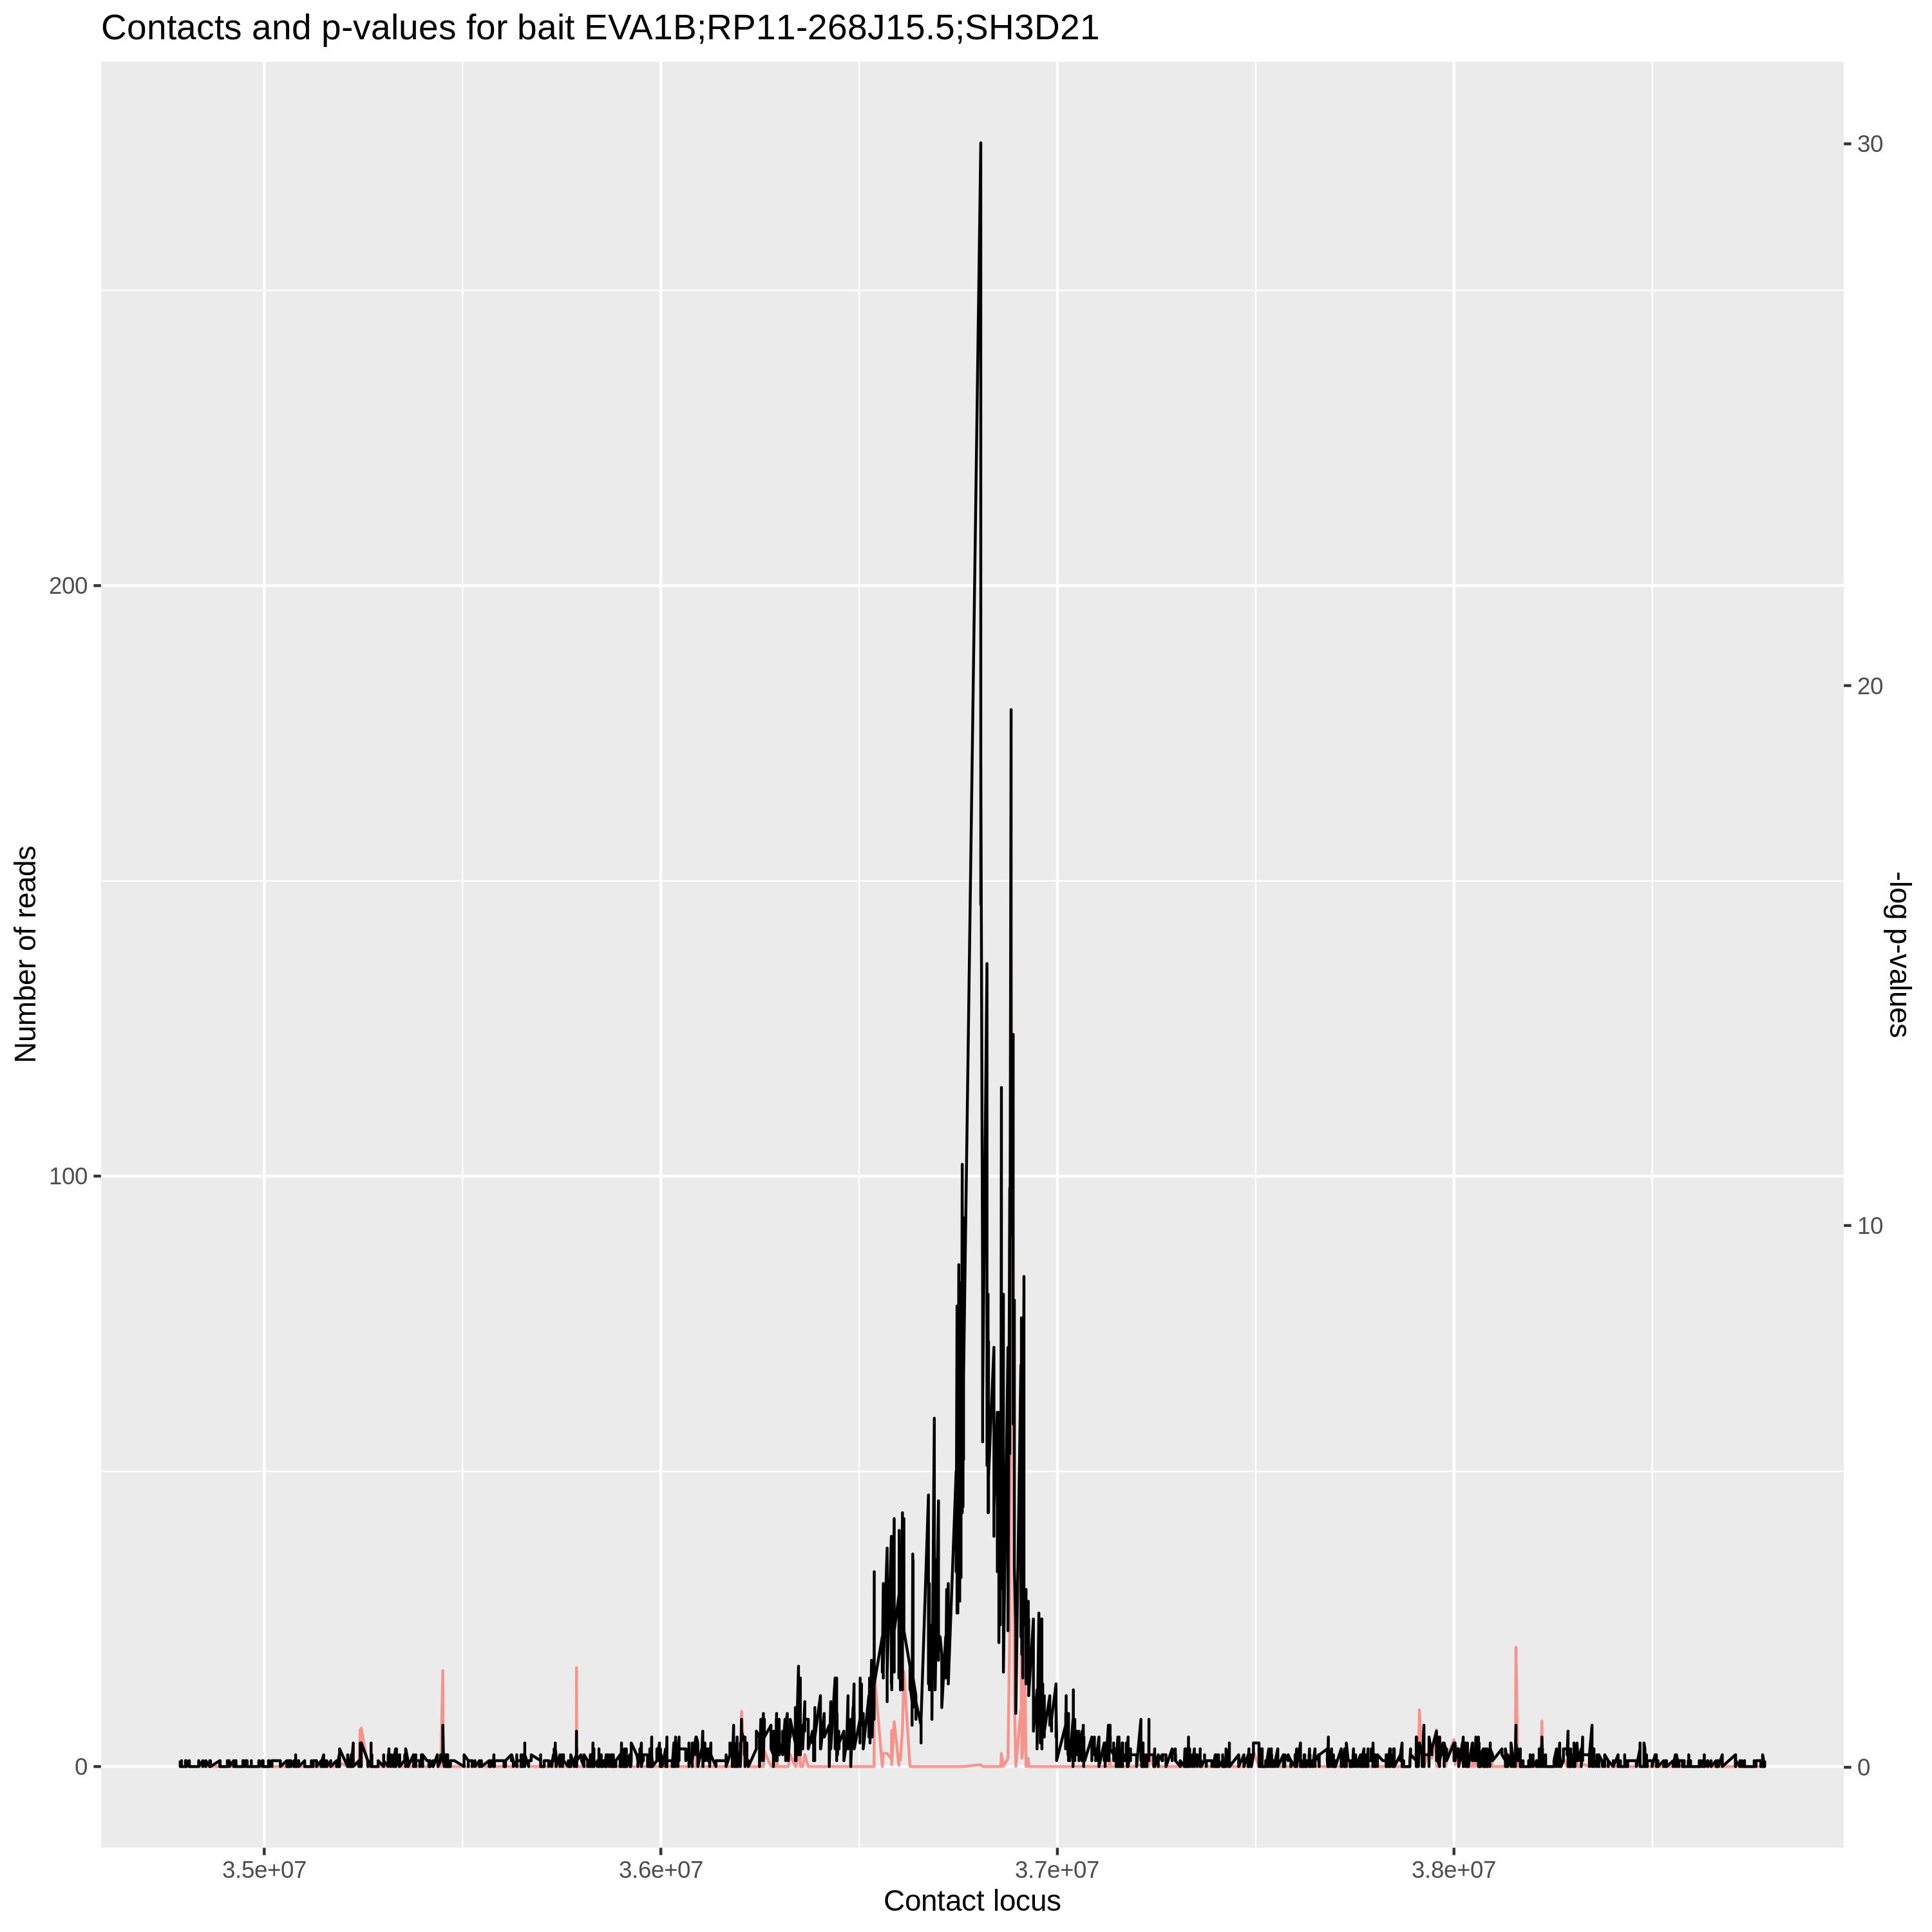 Contacts and p-values for bait EVA1B;RP11-268J15.5;SH3D21
30
200
20
Number of reads
-log p-values
100
10
0
0
3.5e+07
3.6e+07
3.7e+07
3.8e+07
Contact locus